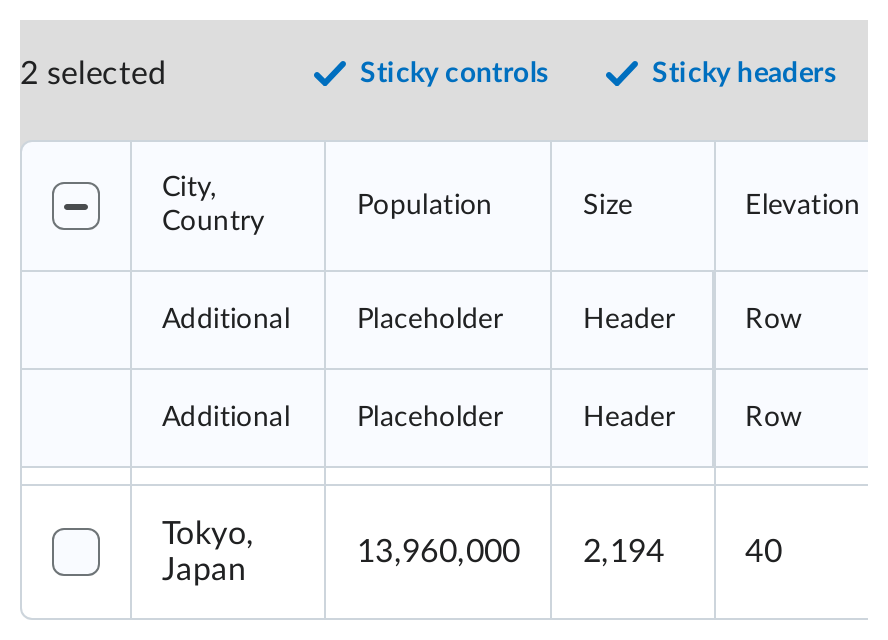 2 selected Sticky controls Sticky headers
City,
Country Population Size Elevation
Additional Placeholder Header Row
Additional Placeholder Header Row
Tokyo,
Japan 13,960,000 2,194 40